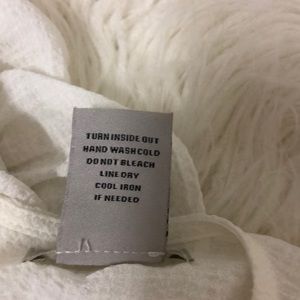 TURN INSIDE OUT
HAND WASH COLD
DO NOT BLEACH
LINE DRY
COOL IRON
IF NEEDED